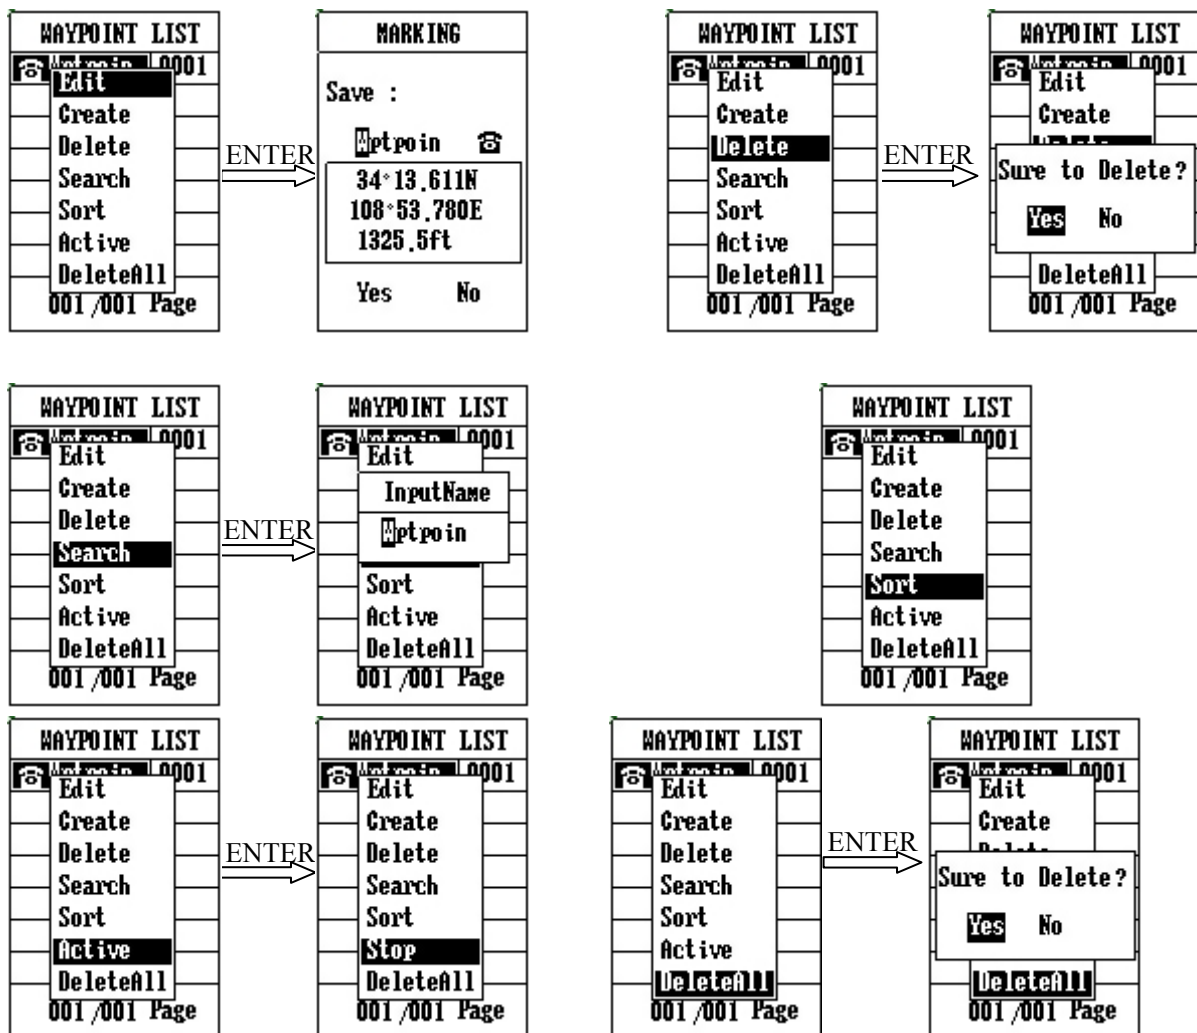 WAYPOINT LIST
0001
Edit
Create
Delete
Search
Sort
Active
DeleteAll
001/001 Page
ENTER
MARKING
Save :
Wptpoin
34°13.611N
108°53.780E
1325.5ft
Yes No
WAYPOINT LIST
0001
Edit
Create
Delete
Search
Sort
Active
DeleteAll
001/001 Page
ENTER
WAYPOINT LIST
0001
Edit
Create
Sure to Delete?
Yes No
DeleteAll
001/001 Page
WAYPOINT LIST
0001
Edit
Create
Delete
Search
Sort
Active
DeleteAll
001/001 Page
ENTER
WAYPOINT LIST
0001
Edit
InputName
Wptpoin
Sort
Active
DeleteAll
001/001 Page
WAYPOINT LIST
0001
Edit
Create
Delete
Search
Sort
Active
DeleteAll
001/001 Page
WAYPOINT LIST
0001
Edit
Create
Delete
Search
Sort
Active
DeleteAll
001/001 Page
ENTER
WAYPOINT LIST
0001
Edit
Create
Delete
Search
Sort
Stop
DeleteAll
001/001 Page
WAYPOINT LIST
0001
Edit
Create
Delete
Search
Sort
Active
DeleteAll
001/001 Page
ENTER
WAYPOINT LIST
0001
Edit
Create
Sure to Delete?
Yes No
DeleteAll
001/001 Page